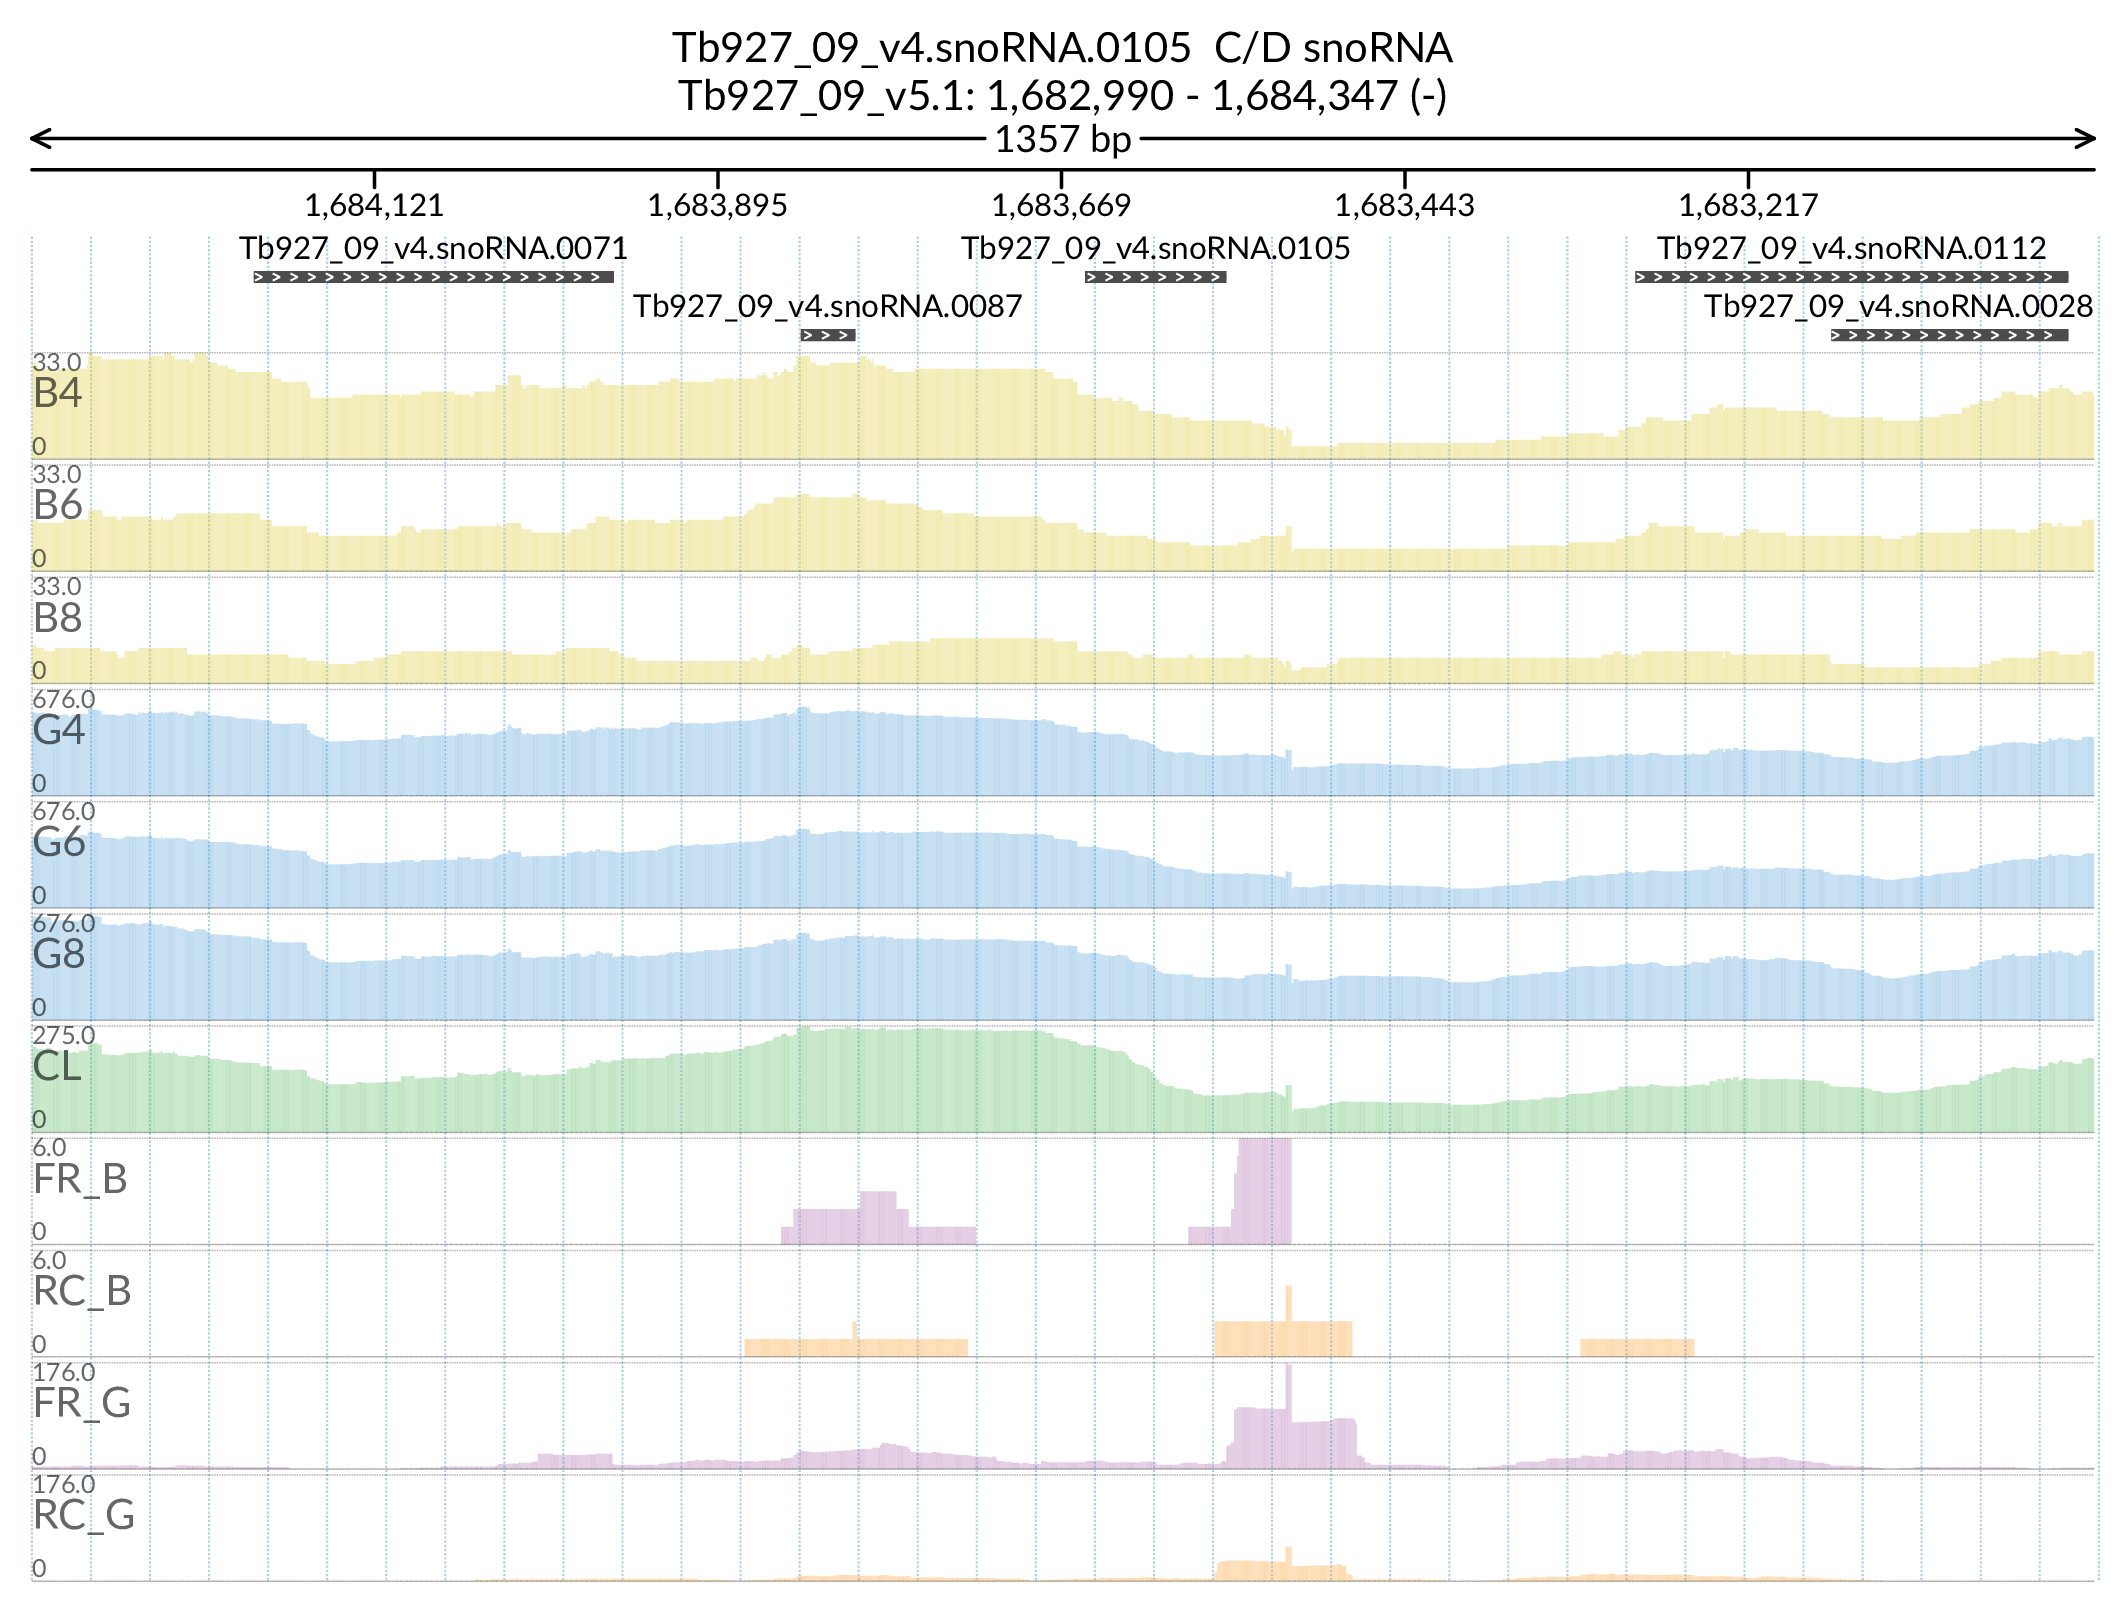 Tb927_09_v4.snoRNA.0105  C/D snoRNA
Tb927_09_v5.1: 1,682,990 - 1,684,347 (-)
1357 bp
1,684,121 1,683,895 1,683,669 1,683,443 1,683,217
Tb927_09_v4.snoRNA.0071 Tb927_09_v4.snoRNA.0105 Tb927_09_v4.snoRNA.0112
Tb927_09_v4.snoRNA.0087 Tb927_09_v4.snoRNA.0028
33.0
B4
0
33.0
B6
0
33.0
B8
0
676.0
G4
0
676.0
G6
0
676.0
G8
0
275.0
CL
0
6.0
FR_B
0
6.0
RC_B
0
176.0
FR_G
0
176.0
RC_G
0